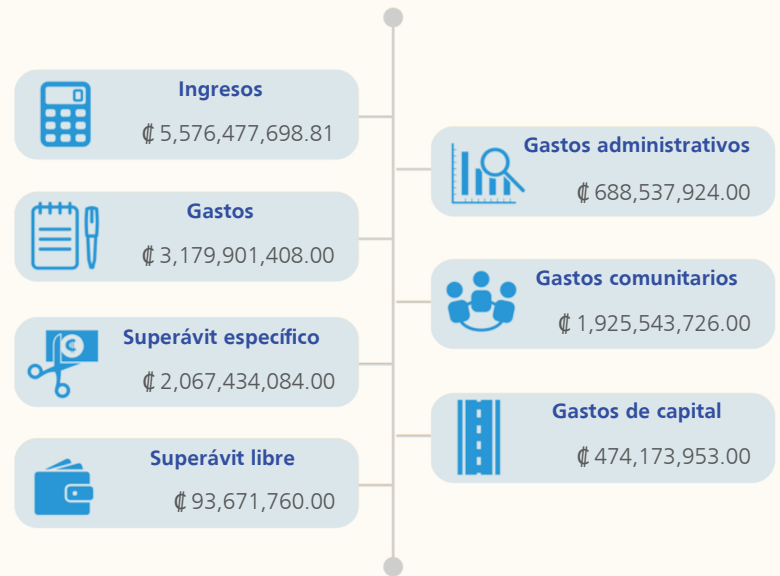 Ingresos
₡ 5,576,477,698.81
Gastos
₡ 3,179,901,408.00
Superávit específico
₡ 2,067,434,084.00
Superávit libre
₡ 93,671,760.00
Gastos administrativos
₡ 688,537,924.00
Gastos comunitarios
₡ 1,925,543,726.00
Gastos de capital
₡ 474,173,953.00